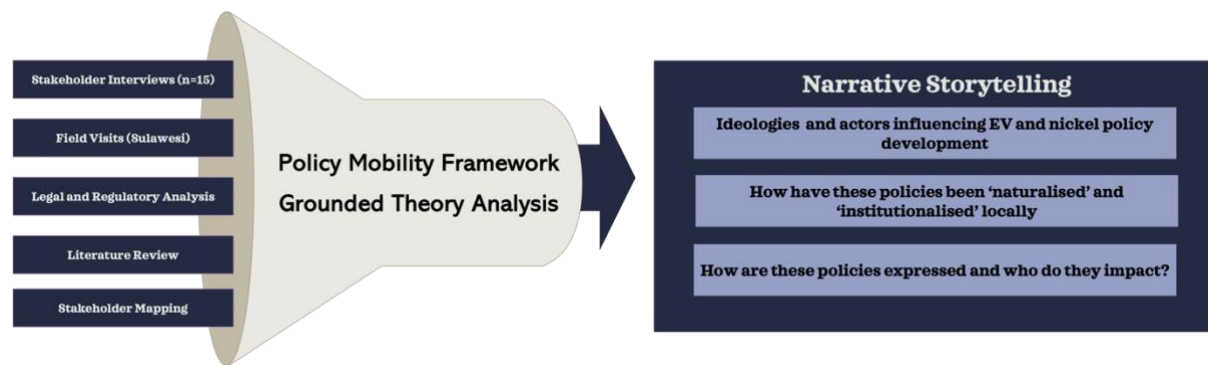 Stakeholder Interviews (n=15)
Field Visits (Sulawesi)
Legal and Regulatory Analysis
Literature Review
Stakeholder Mapping
Policy Mobility Framework
Grounded Theory Analysis
Narrative Storytelling
Ideologies and actors influencing EV and nickel policy
development
How have these policies been ‘naturalised’ and
‘institutionalised’ locally
How are these policies expressed and who do they impact?